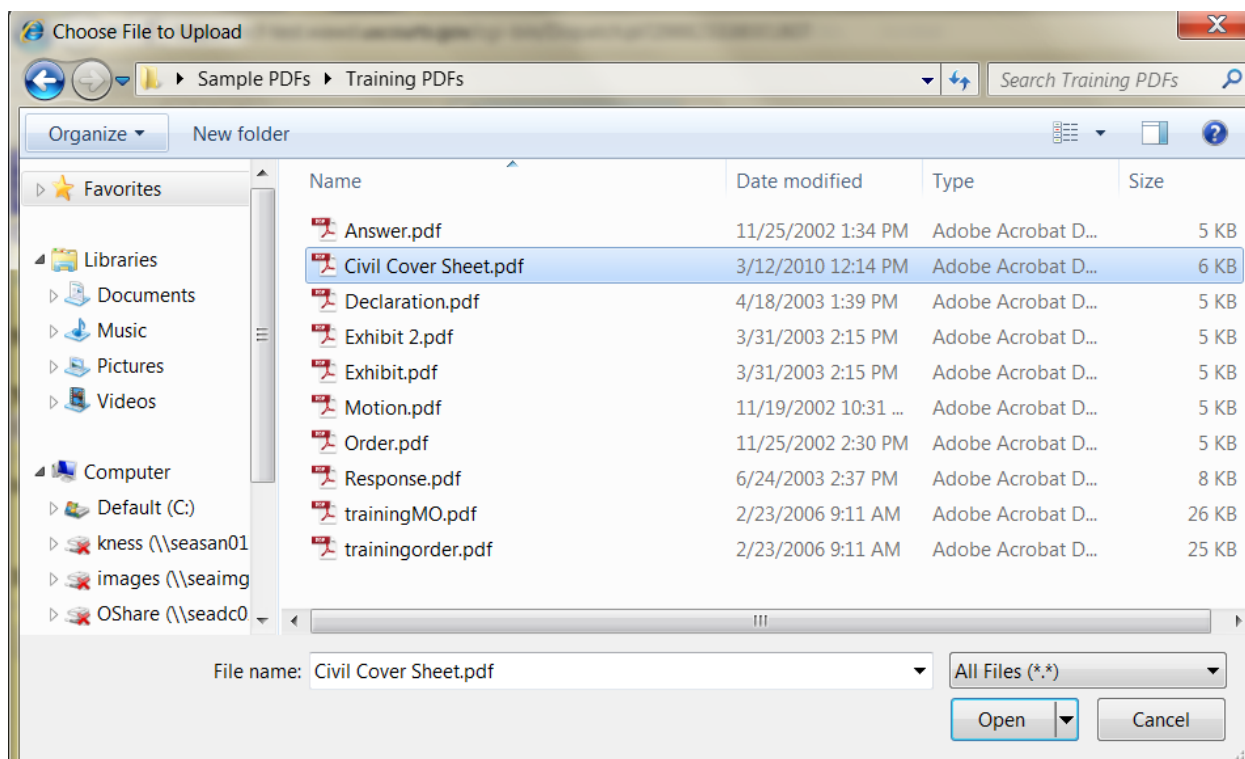 Choose File to Upload
Sample PDFs Training PDFs Search Training PDFs
Organize New folder
Favorites
Libraries
Documents
Music
Pictures
Videos
Computer
Default (C:)
kness (\\seasan01
images (\\seaimg
OShare (\\seadc0
Name Date modified Type Size
Answer.pdf 11/25/2002 1:34 PM Adobe Acrobat D... 5 KB
Civil Cover Sheet.pdf 3/12/2010 12:14 PM Adobe Acrobat D... 6 KB
Declaration.pdf 4/18/2003 1:39 PM Adobe Acrobat D... 5 KB
Exhibit 2.pdf 3/31/2003 2:15 PM Adobe Acrobat D... 5 KB
Exhibit.pdf 3/31/2003 2:15 PM Adobe Acrobat D... 5 KB
Motion.pdf 11/19/2002 10:31 ... Adobe Acrobat D... 5 KB
Order.pdf 11/25/2002 2:30 PM Adobe Acrobat D... 5 KB
Response.pdf 6/24/2003 2:37 PM Adobe Acrobat D... 8 KB
trainingMO.pdf 2/23/2006 9:11 AM Adobe Acrobat D... 26 KB
trainingorder.pdf 2/23/2006 9:11 AM Adobe Acrobat D... 25 KB
File name: Civil Cover Sheet.pdf All Files (*.*)
Open Cancel